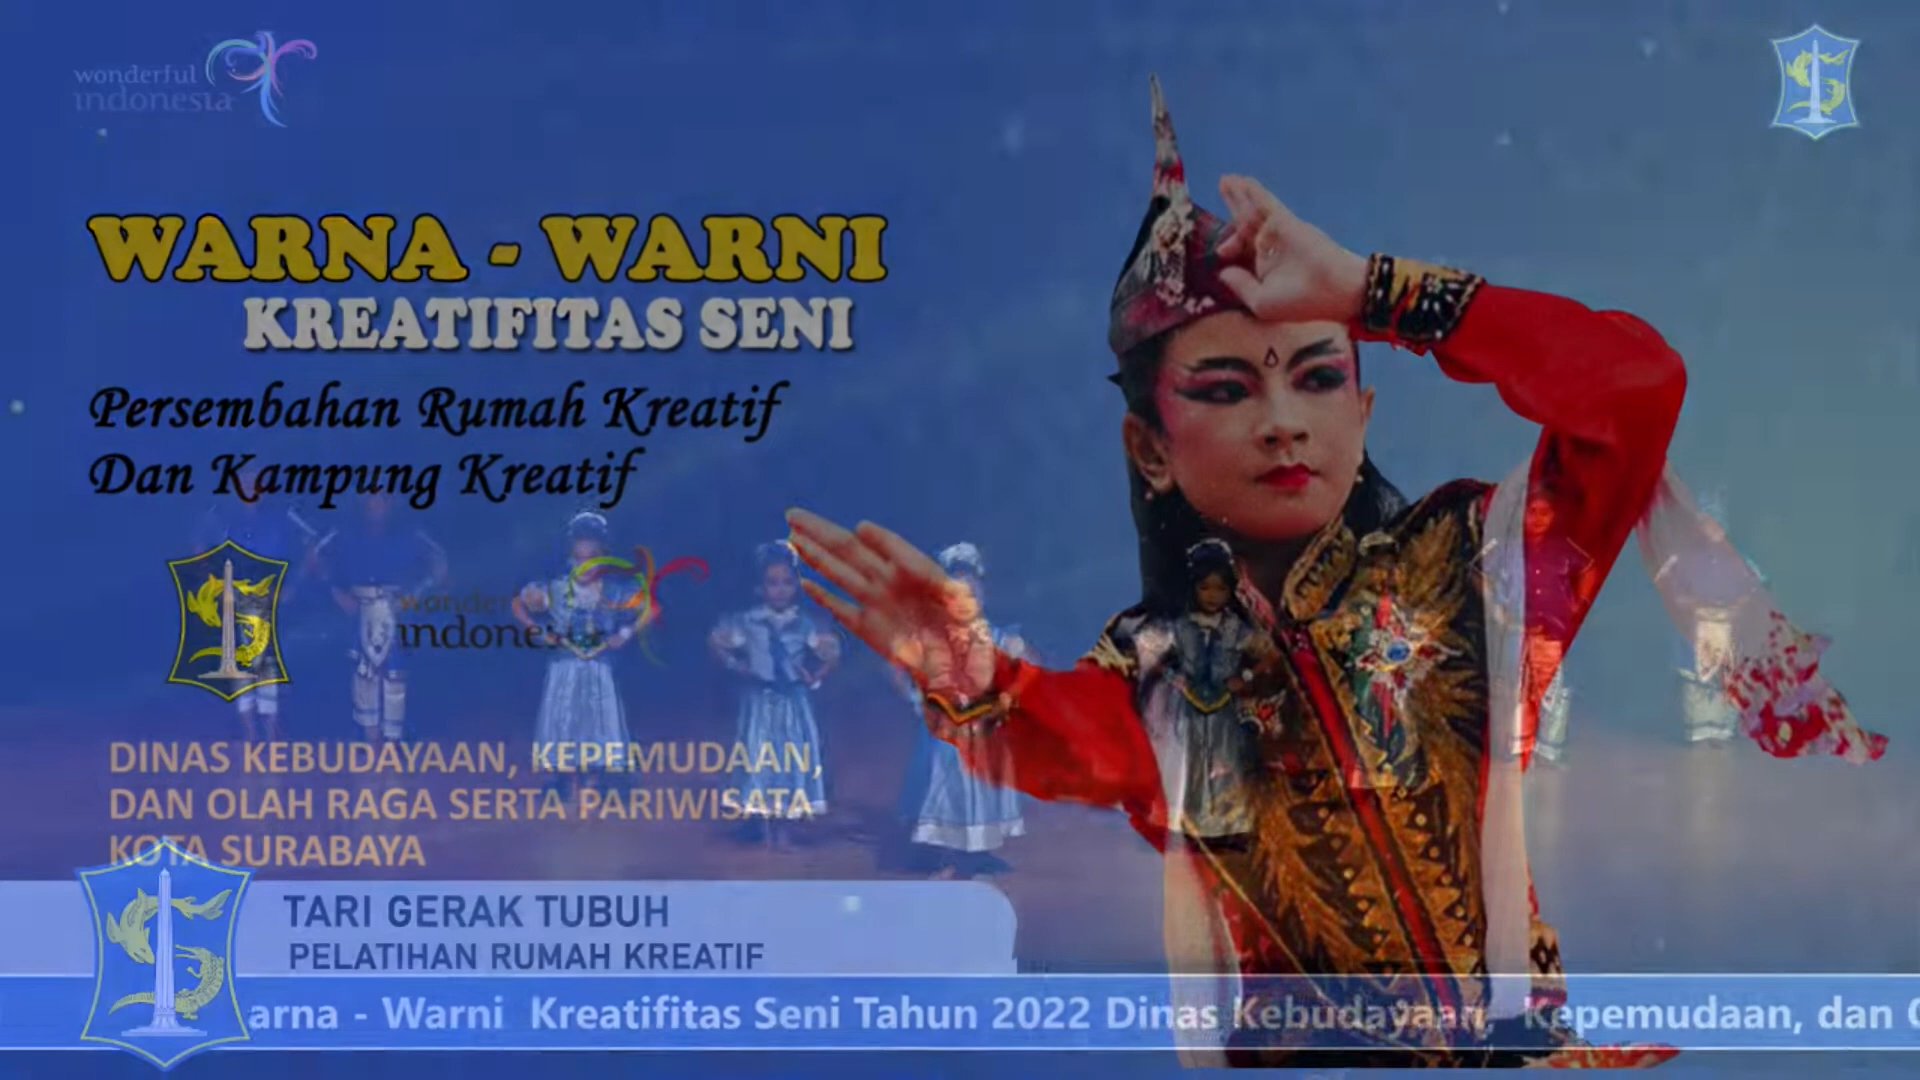 wonderful
indonesia
WARNA - WARNI
KREATIFITAS SENI
Persembahan Rumah Kreatif
Dan Kampung Kreatif
wonderful
indonesia
DINAS KEBUDAYAAN, KEPEMUDAAN,
DAN OLAH RAGA SERTA PARIWISATA
KOTA SURABAYA
TARI GERAK TUBUH
PELATIHAN RUMAH KREATIF
arna - Warni Kreatifitas Seni Tahun 2022 Dinas Kebudayaan, Kepemudaan, dan O